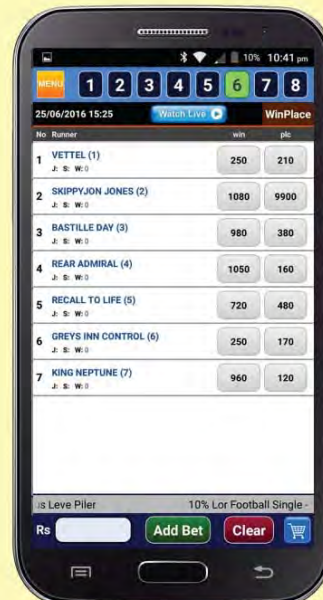 10% 10:41 pm
MENU 1 2 3 4 5 6 7 8
25/06/2016 15:25 Watch Live WinPlace
No Runner win plc
1 VETTEL (1) 250 210
J: S: W: 0
2 SKIPPYJON JONES (2) 1080 9900
J: S: W: 0
3 BASTILLE DAY (3) 980 380
J: S: W: 0
4 REAR ADMIRAL (4) 1050 160
J: S: W: 0
5 RECALL TO LIFE (5) 720 480
J: S: W: 0
6 GREYS INN CONTROL (6) 250 170
J: S: W: 0
7 KING NEPTUNE (7) 960 120
J: S: W: 0
is Leve Piler 10% Lor Football Single -
Rs Add Bet Clear